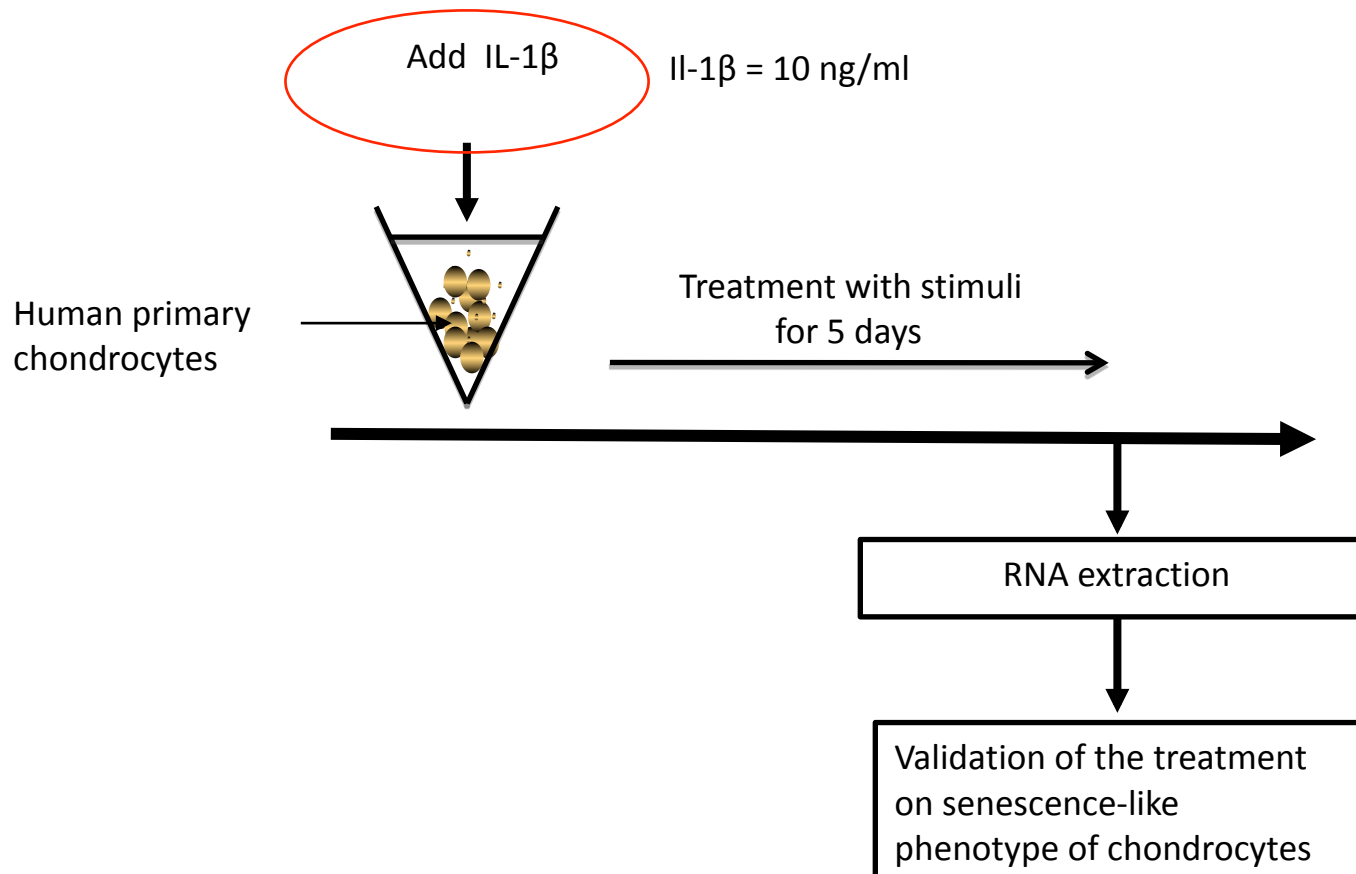 Add IL-1β
Il-1β = 10 ng/ml
Human primary
chondrocytes
Treatment with stimuli
for 5 days
RNA extraction
Validation of the treatment
on senescence-like
phenotype of chondrocytes